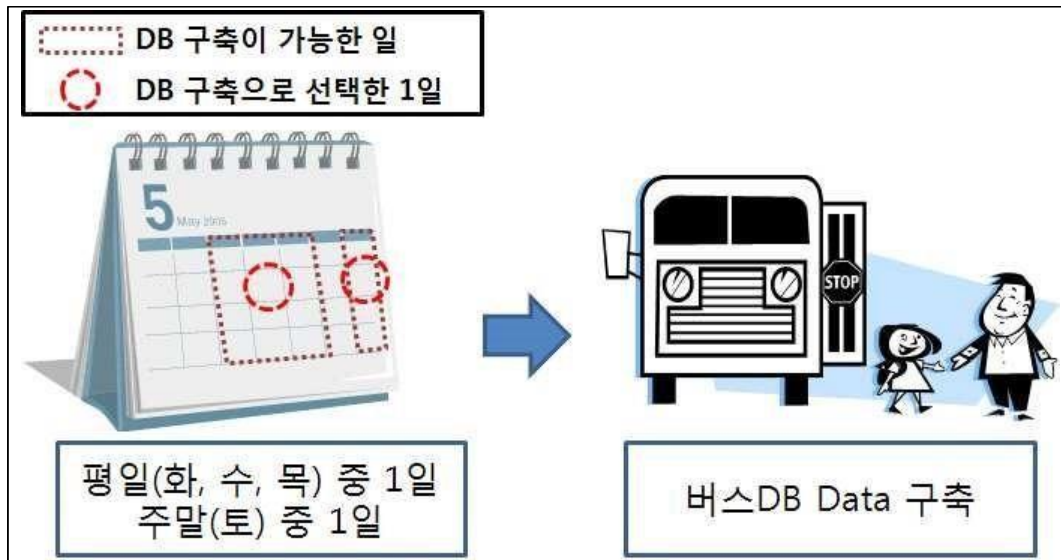 DB 구축이 가능한 일
DB 구축으로 선택한 1일
5
May
STOP
평일(화, 수, 목) 중 1일
주말(토) 중 1일
버스DB Data 구축